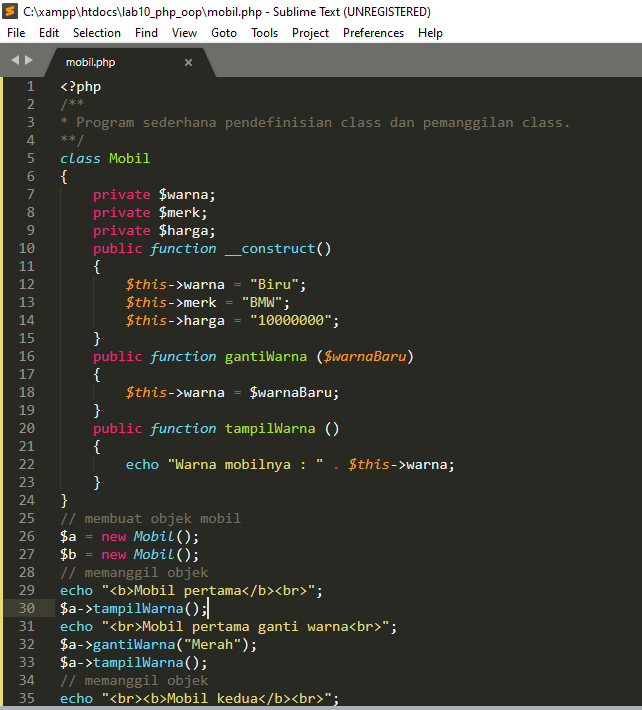 C:\xampp\htdocs\lab10_php_oop\mobil.php - Sublime Text (UNREGISTERED)
File Edit Selection Find View Goto Tools Project Preferences Help
mobil.php ×
1 <?php
2 /**
3 * Program sederhana pendefinisian class dan pemanggilan class.
4 **/
5 class Mobil
6 {
7     private $warna;
8     private $merk;
9     private $harga;
10     public function __construct()
11     {
12         $this->warna = "Biru";
13         $this->merk = "BMW";
14         $this->harga = "10000000";
15     }
16     public function gantiWarna ($warnaBaru)
17     {
18         $this->warna = $warnaBaru;
19     }
20     public function tampilWarna ()
21     {
22         echo "Warna mobilnya : " . $this->warna;
23     }
24 }
25 // membuat objek mobil
26 $a = new Mobil();
27 $b = new Mobil();
28 // memanggil objek
29 echo "<b>Mobil pertama</b><br>";
30 $a->tampilWarna();
31 echo "<br>Mobil pertama ganti warna<br>";
32 $a->gantiWarna("Merah");
33 $a->tampilWarna();
34 // memanggil objek
35 echo "<br><b>Mobil kedua</b><br>";